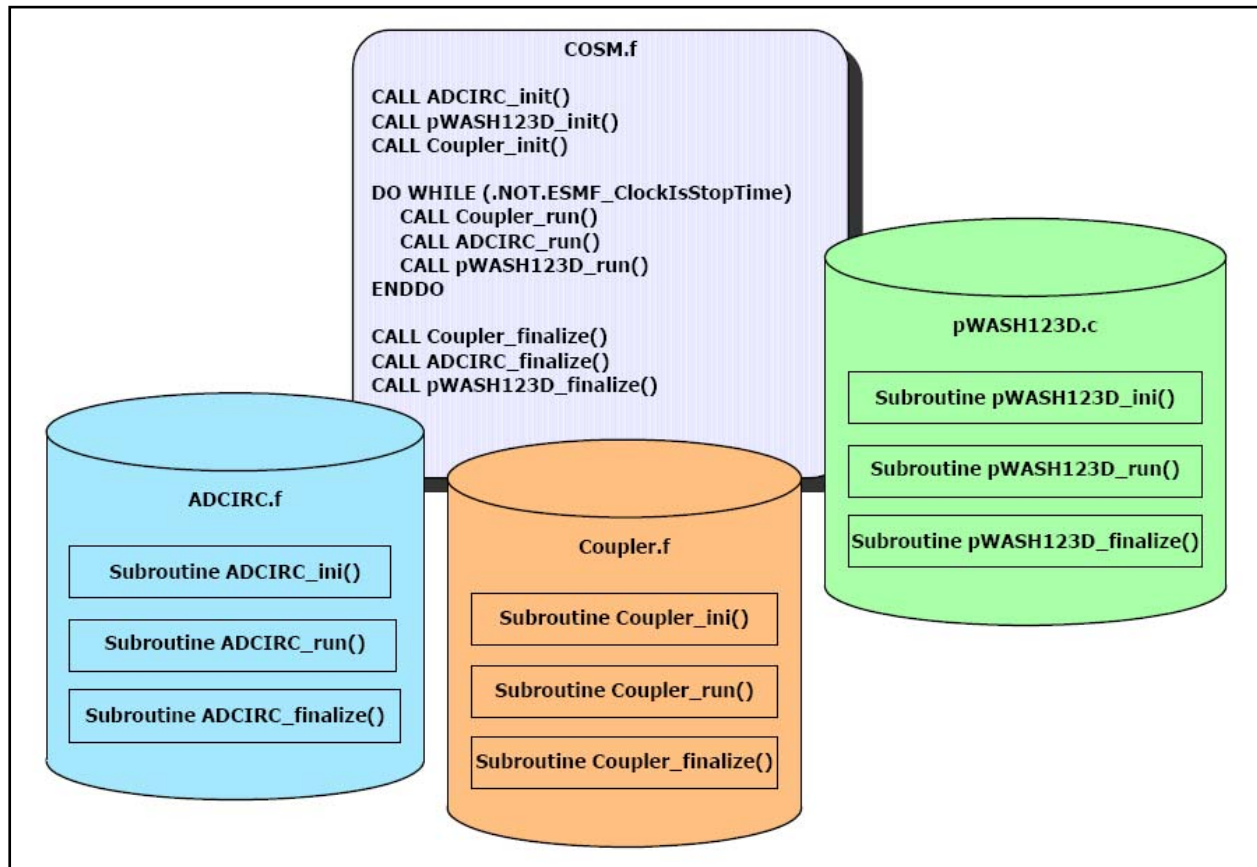 COSM.f
CALL ADCIRC_init()
CALL pWASH123D_init()
CALL Coupler_init()
DO WHILE (.NOT.ESMF_ClockIsStopTime)
CALL Coupler_run()
CALL ADCIRC_run()
CALL pWASH123D_run()
ENDDO
CALL Coupler_finalize()
CALL ADCIRC_finalize()
CALL pWASH123D_finalize()
ADCIRC.f
Subroutine ADCIRC_ini()
Subroutine ADCIRC_run()
Subroutine ADCIRC_finalize()
Coupler.f
Subroutine Coupler_ini()
Subroutine Coupler_run()
Subroutine Coupler_finalize()
pWASH123D.c
Subroutine pWASH123D_ini()
Subroutine pWASH123D_run()
Subroutine pWASH123D_finalize()